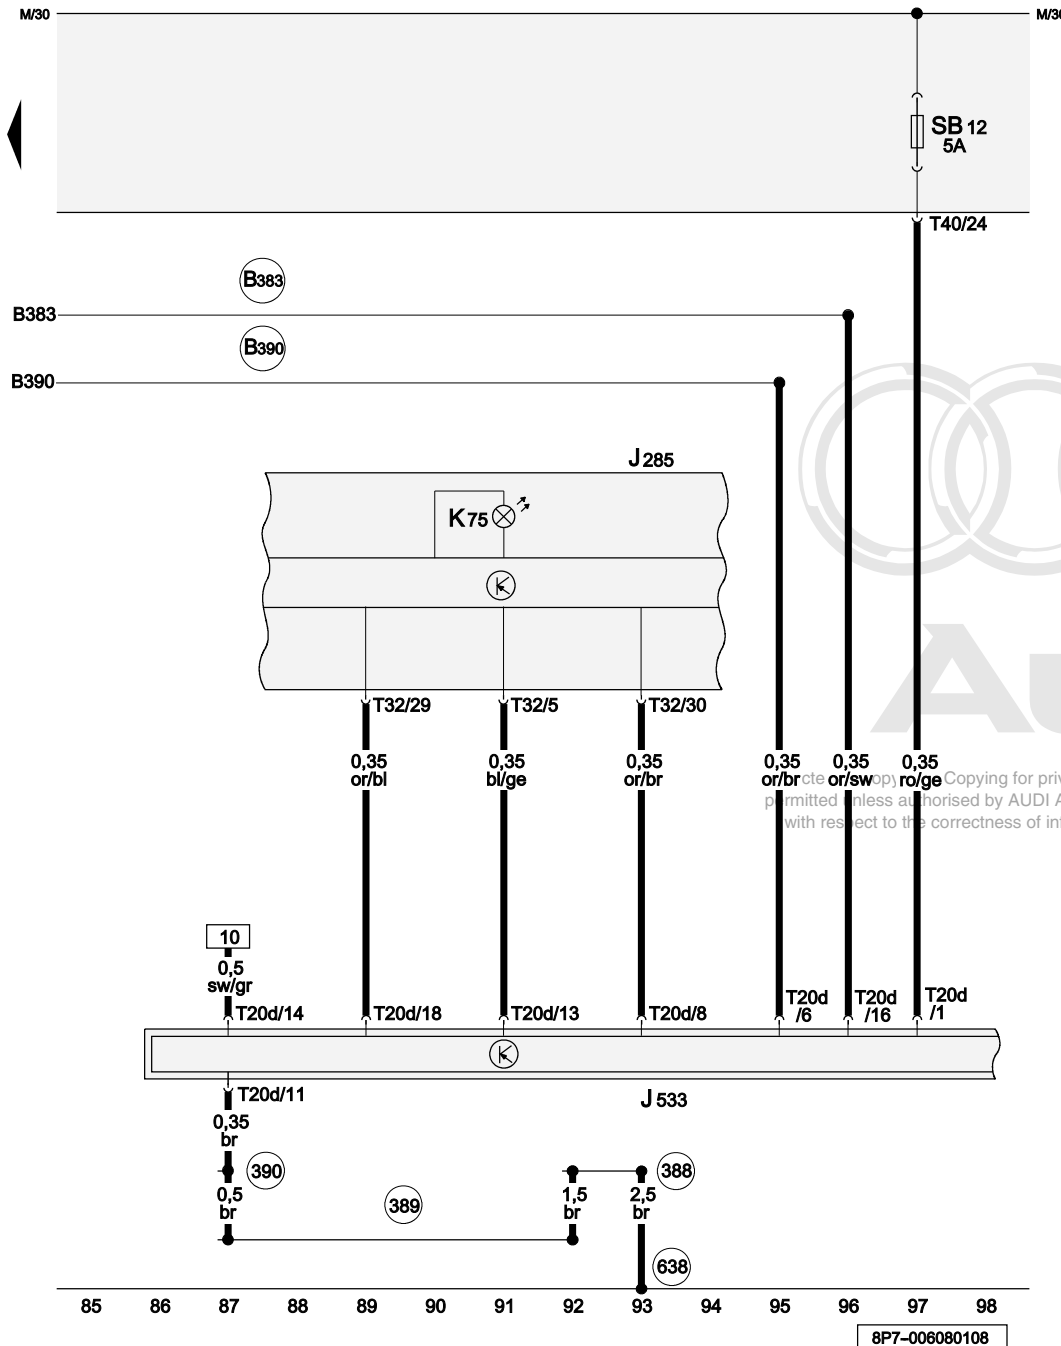 M/30
M/30
SB 12
5A
T40/24
B383
B383
B390
B390
J 285
K 75
T32/29
T32/5
T32/30
0,35
or/bl
0,35
bl/ge
0,35
or/br
0,35
or/br
0,35
or/sw
0,35
ro/ge
Copying for priv
permitted unless authorised by AUDI A
with respect to the correctness of in
Au
10
0,5
sw/gr
T20d/14
T20d/18
T20d/13
T20d/8
T20d
/6
T20d
/16
T20d
/1
T20d/11
J 533
0,35
br
390
388
0,5
br
389
1,5
br
2,5
br
638
85 86 87 88 89 90 91 92 93 94 95 96 97 98
8P7-006080108